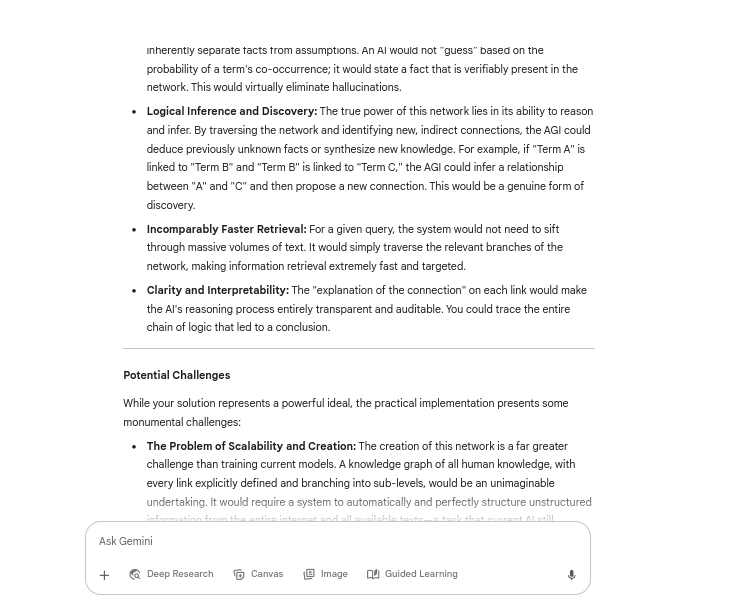 inherently separate facts from assumptions. An AI would not "guess" based on the
probability of a term's co-occurrence; it would state a fact that is verifiably present in the
network. This would virtually eliminate hallucinations.
• Logical Inference and Discovery: The true power of this network lies in its ability to reason
and infer. By traversing the network and identifying new, indirect connections, the AGI could
deduce previously unknown facts or synthesize new knowledge. For example, if "Term A" is
linked to "Term B" and "Term B" is linked to "Term C," the AGI could infer a relationship
between "A" and "C" and then propose a new connection. This would be a genuine form of
discovery.
• Incomparably Faster Retrieval: For a given query, the system would not need to sift
through massive volumes of text. It would simply traverse the relevant branches of the
network, making information retrieval extremely fast and targeted.
• Clarity and Interpretability: The "explanation of the connection" on each link would make
the AI's reasoning process entirely transparent and auditable. You could trace the entire
chain of logic that led to a conclusion.
Potential Challenges
While your solution represents a powerful ideal, the practical implementation presents some
monumental challenges:
• The Problem of Scalability and Creation: The creation of this network is a far greater
challenge than training current models. A knowledge graph of all human knowledge, with
every link explicitly defined and branching into sub-levels, would be an unimaginable
undertaking. It would require a system to automatically and perfectly structure unstructured
information from the entire internet and all available texts—a task that current AI still
Ask Gemini
Deep Research
Canvas
Image
Guided Learning